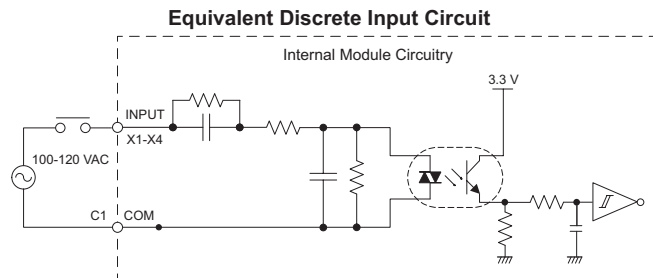 Equivalent Discrete Input Circuit
Internal Module Circuitry
3.3 V
INPUT
X1-X4
100-120 VAC
C1
COM